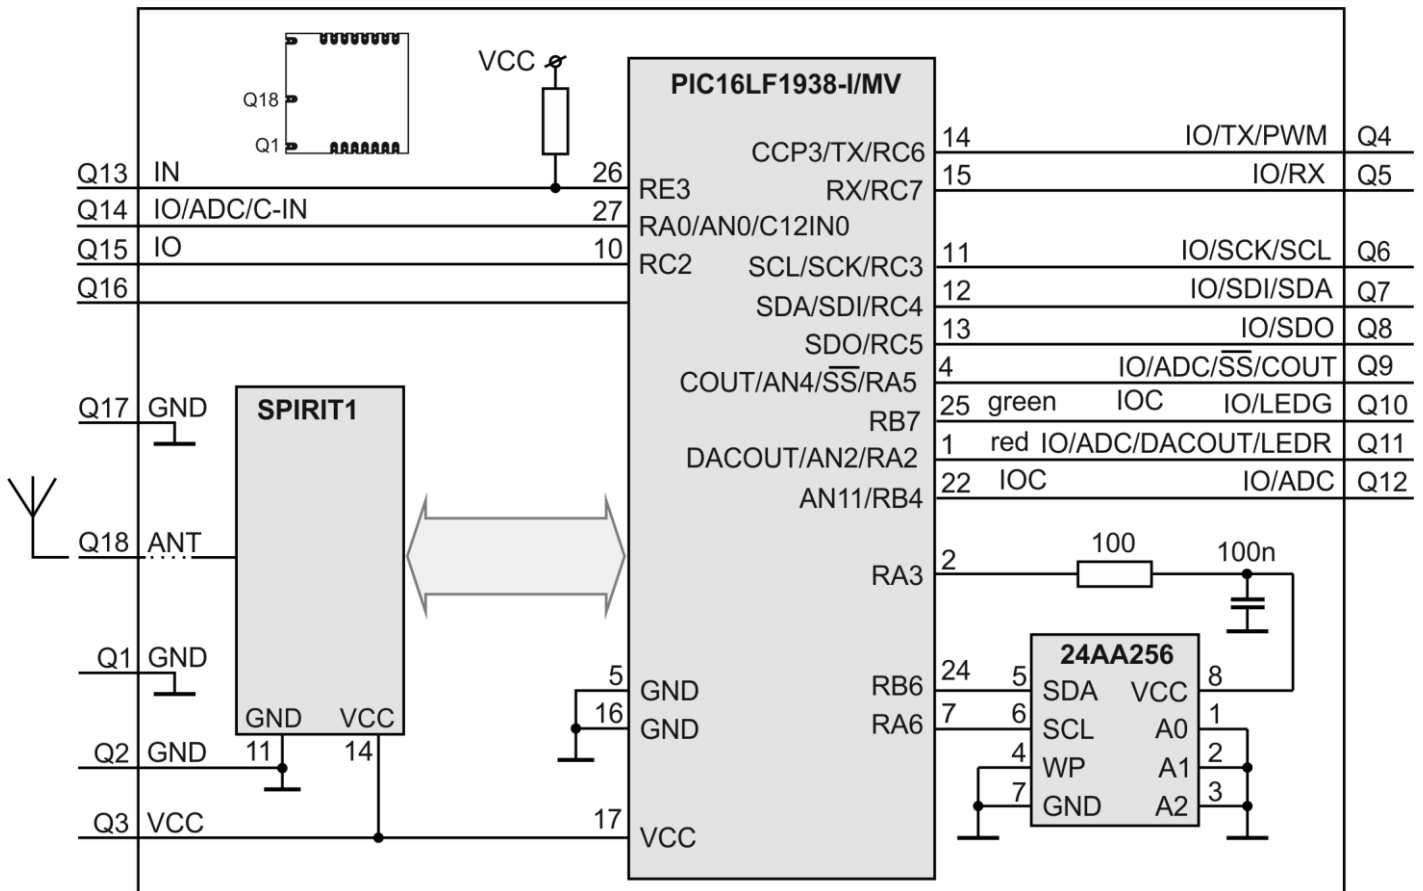 VCC
Q18
Q1
PIC16LF1938-I/MV
Q13 IN 26 RE3
Q14 IO/ADC/C-IN 27 RA0/AN0/C12IN0
Q15 IO 10 RC2
Q16
CCP3/TX/RC6 14 IO/TX/PWM Q4
RX/RC7 15 IO/RX Q5
SCL/SCK/RC3 11 IO/SCK/SCL Q6
SDA/SDI/RC4 12 IO/SDI/SDA Q7
SDO/RC5 13 IO/SDO Q8
COUT/AN4/S̅S̅/RA5 4 IO/ADC/S̅S̅/COUT Q9
RB7 25 green IOC IO/LEDG Q10
DACOUT/AN2/RA2 1 red IO/ADC/DACOUT/LEDR Q11
AN11/RB4 22 IOC IO/ADC Q12
Q17 GND
SPIRIT1
Q18 ANT
RA3 2 100 100n
Q1 GND
GND VCC
11 14
Q2 GND
Q3 VCC
5 GND
16 GND
17 VCC
RB6 24
RA6 7
24AA256
5 SDA VCC 8
6 SCL A0 1
4 WP A1 2
7 GND A2 3